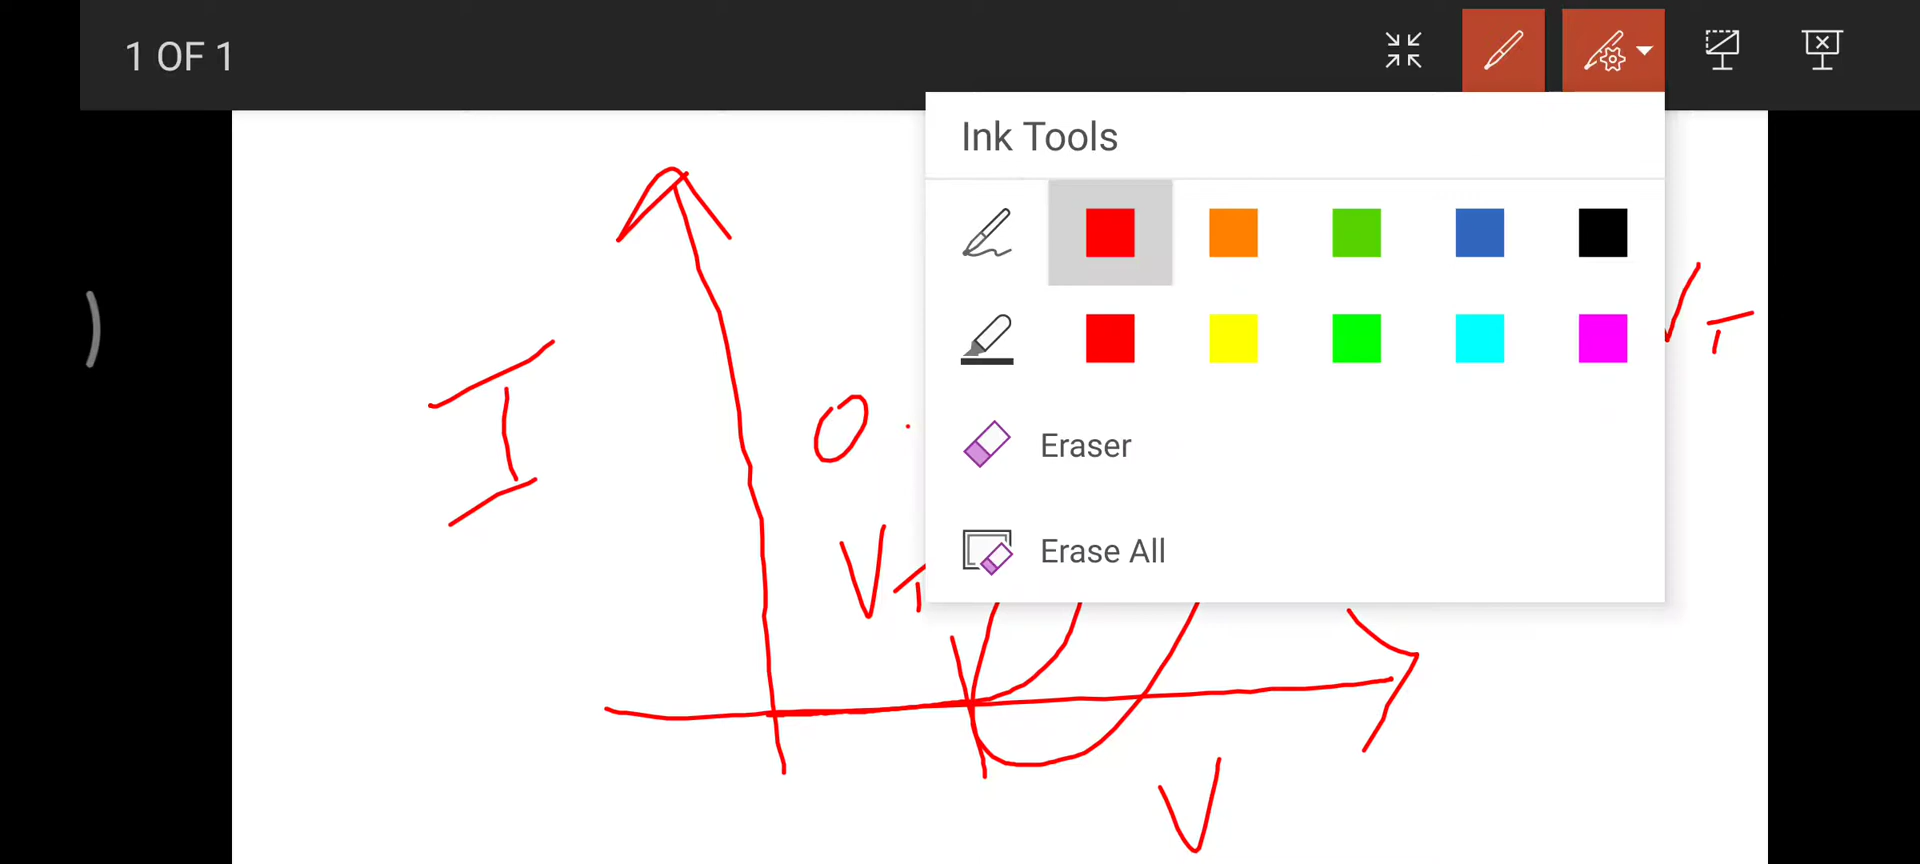 1 OF 1
Ink Tools
V T
I
0 .
Eraser
V T
Erase All
V